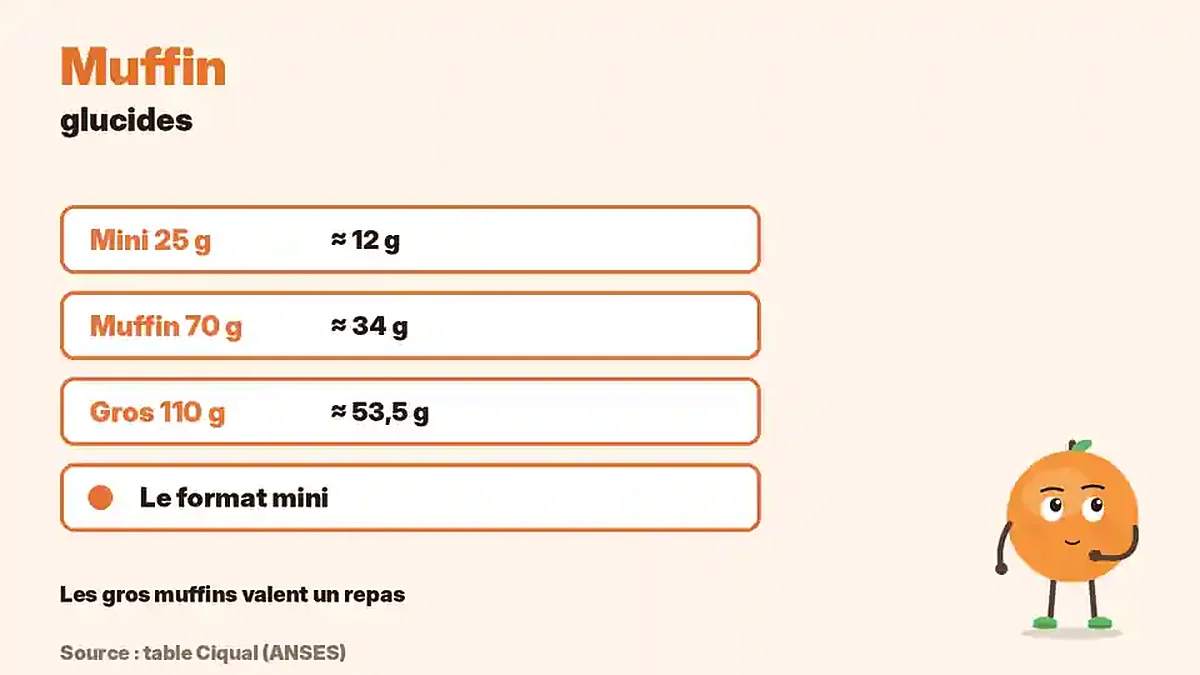 Muffin
glucides
Mini 25 g ≈ 12 g
Muffin 70 g ≈ 34 g
Gros 110 g ≈ 53,5 g
Le format mini
Les gros muffins valent un repas
Source : table Ciqual (ANSES)